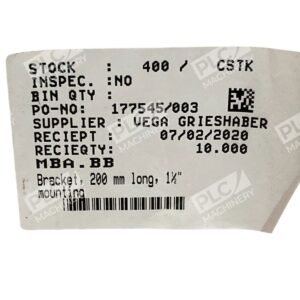 STOCK : 400 / CSTK
INSPEC. :NO
BIN QTY :
PO-NO: 177545/003
SUPPLIER : VEGA GRIESHABER
RECIEPT : 07/02/2020
RECIEQTY: 10.000
MBA.BB
Bracket, 200 mm long, 1½"
mounting
PLC MACHINERY